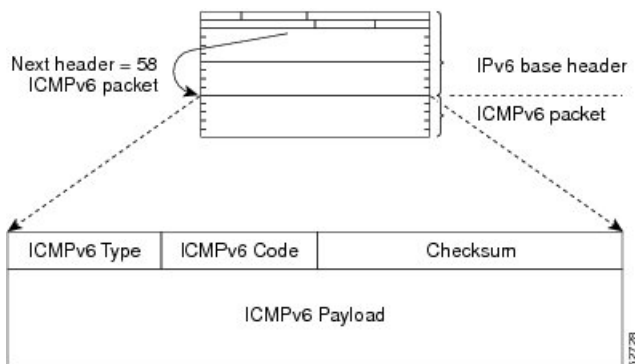 Next header = 58
ICMPv6 packet
IPv6 base header
ICMPv6 packet
ICMPv6 Type
ICMPv6 Code
Checksum
ICMPv6 Payload